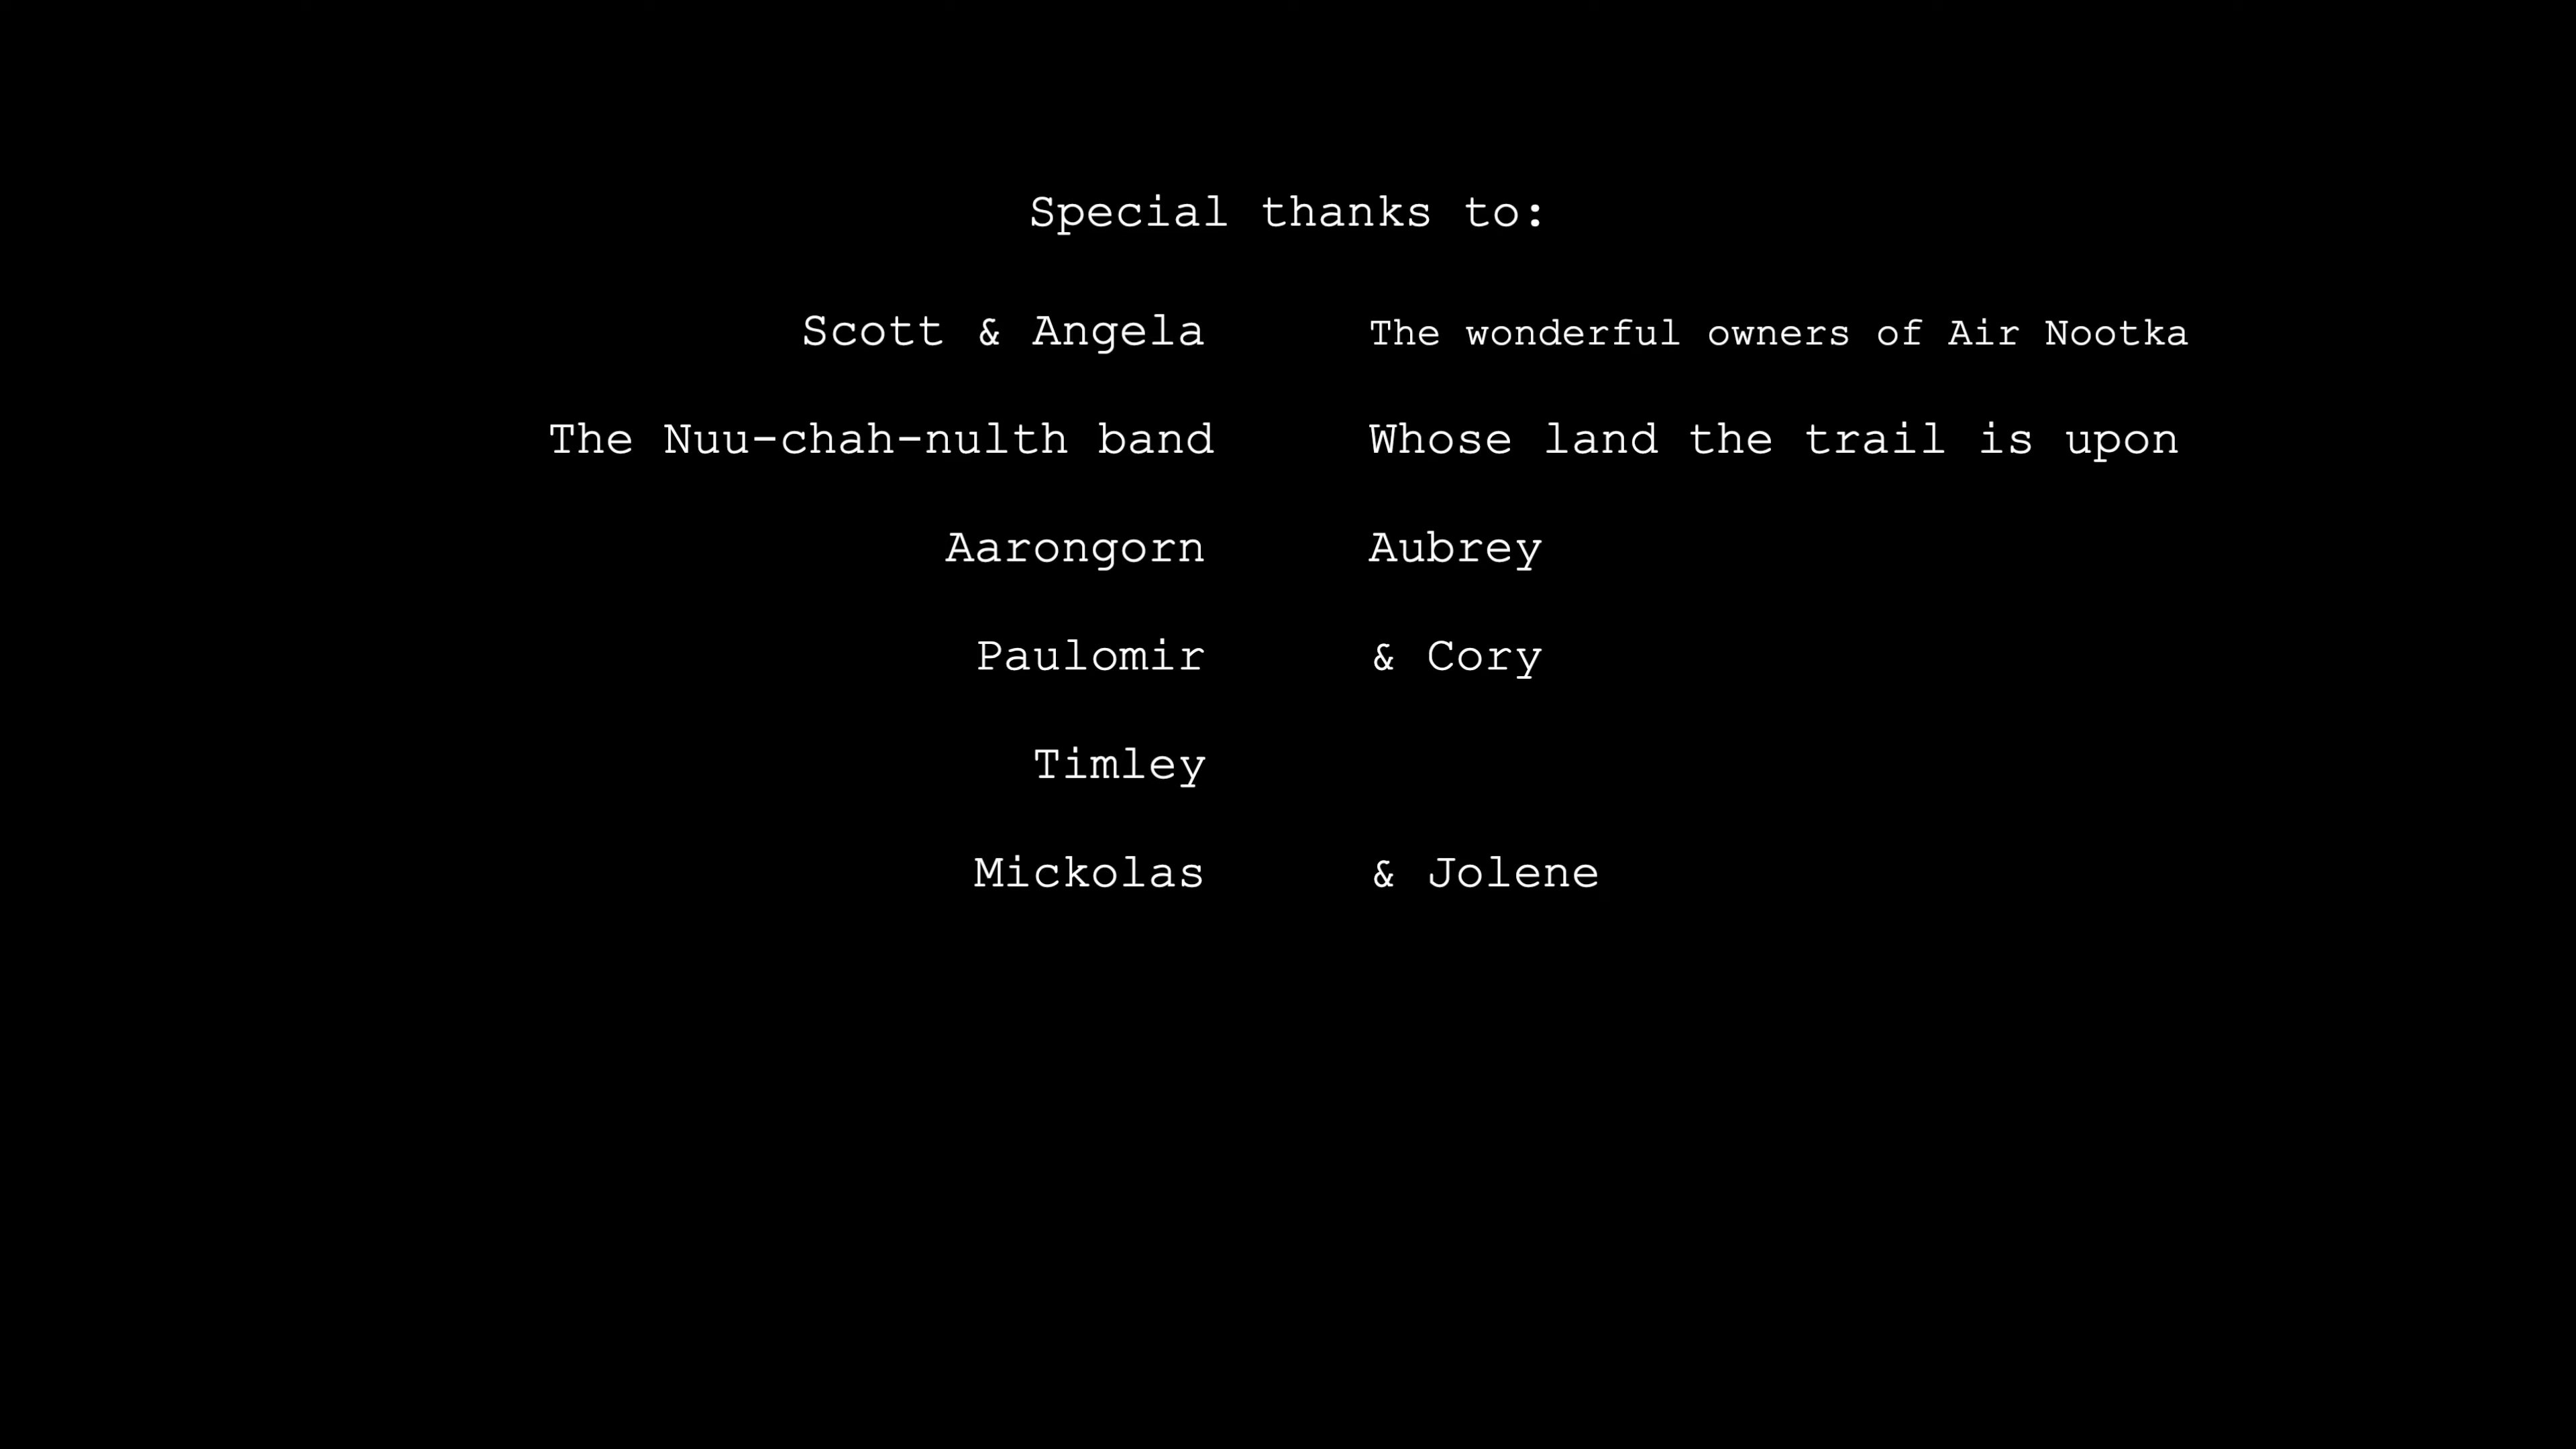 Special thanks to:
Scott & Angela The wonderful owners of Air Nootka
The Nuu-chah-nulth band Whose land the trail is upon
Aarongorn Aubrey
Paulomir & Cory
Timley
Mickolas & Jolene